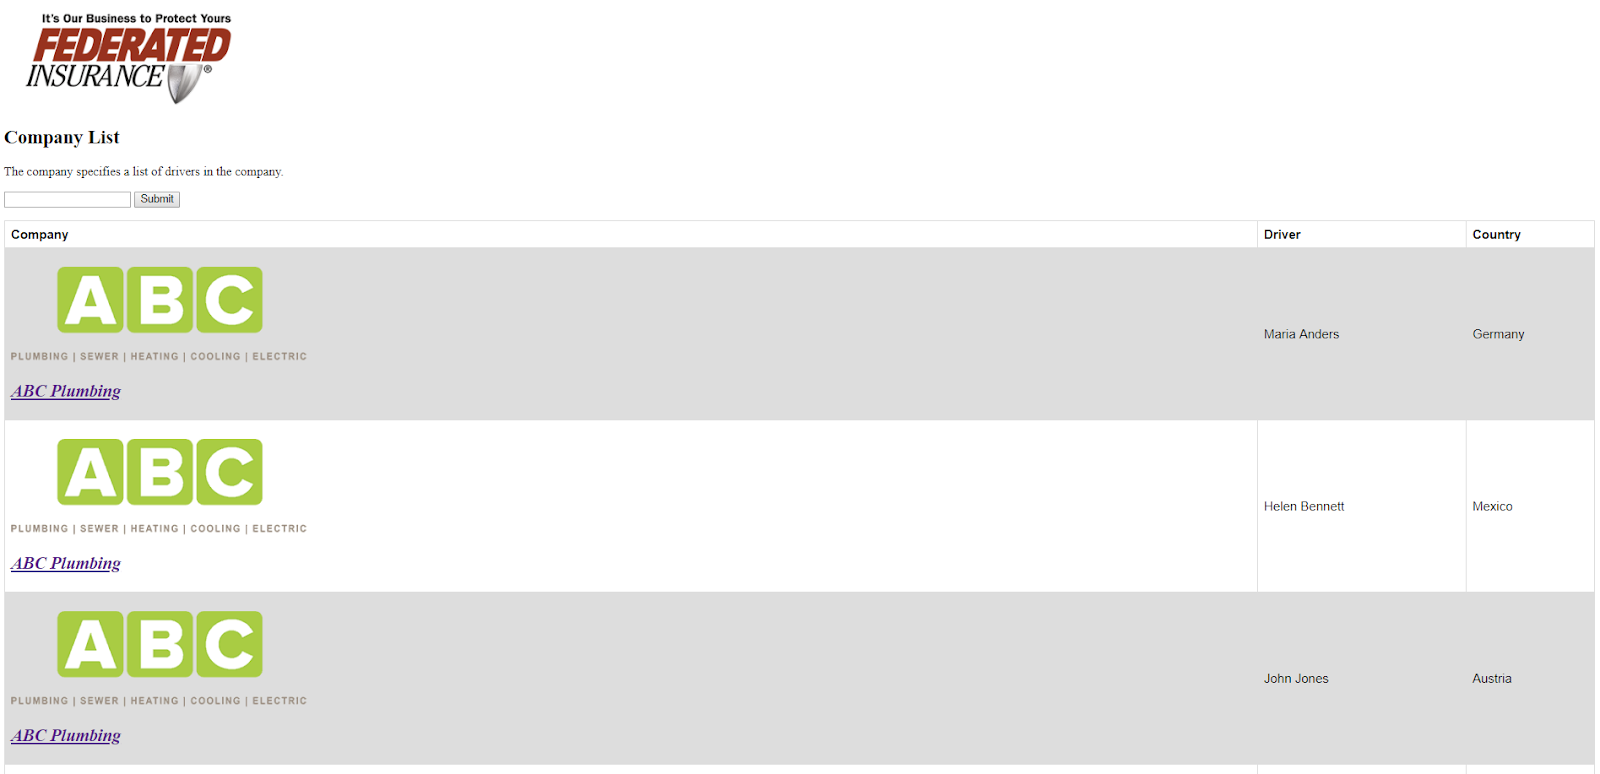 It's Our Business to Protect Yours
FEDERATED
INSURANCE®
Company List
The company specifies a list of drivers in the company.
Submit
Company Driver Country
ABC
PLUMBING | SEWER | HEATING | COOLING | ELECTRIC
Maria Anders Germany
ABC Plumbing
ABC
PLUMBING | SEWER | HEATING | COOLING | ELECTRIC
Helen Bennett Mexico
ABC Plumbing
ABC
PLUMBING | SEWER | HEATING | COOLING | ELECTRIC
John Jones Austria
ABC Plumbing